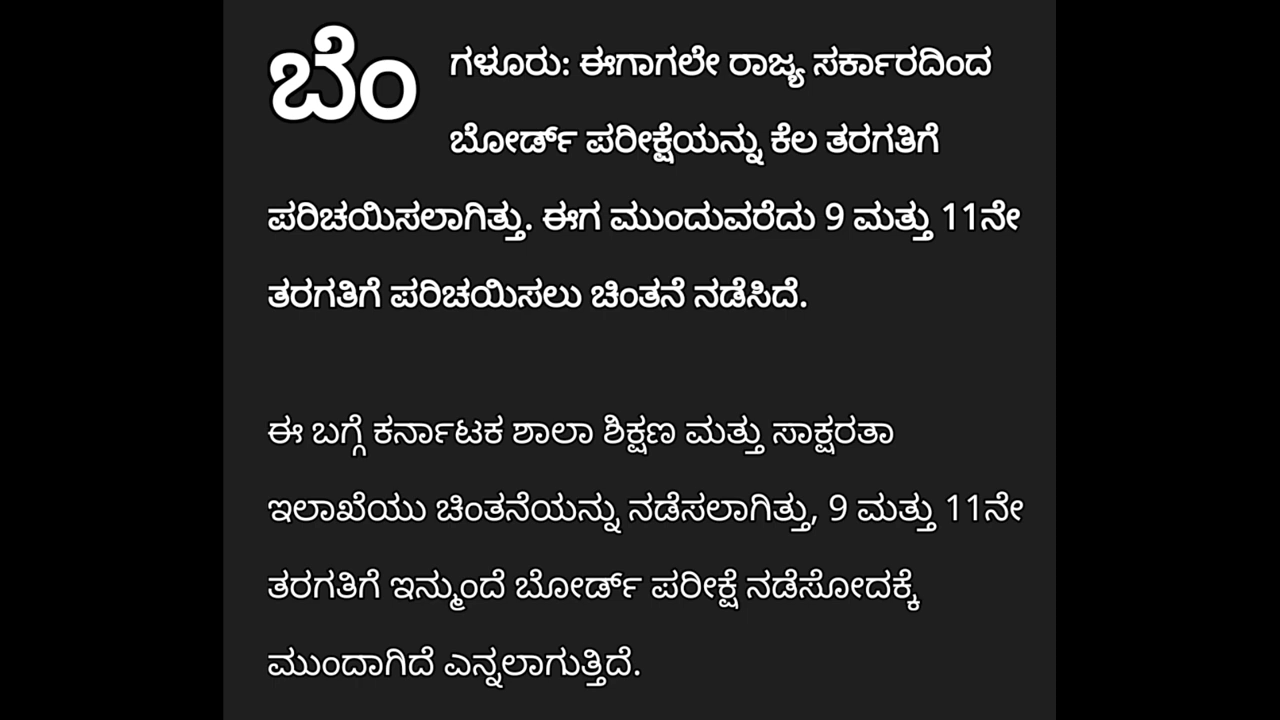 ಬೆಂಗಳೂರು: ಈಗಾಗಲೇ ರಾಜ್ಯ ಸರ್ಕಾರದಿಂದ
ಬೋರ್ಡ್ ಪರೀಕ್ಷೆಯನ್ನು ಕೆಲ ತರಗತಿಗೆ
ಪರಿಚಯಿಸಲಾಗಿತ್ತು. ಈಗ ಮುಂದುವರೆದು 9 ಮತ್ತು 11ನೇ
ತರಗತಿಗೆ ಪರಿಚಯಿಸಲು ಚಿಂತನೆ ನಡೆಸಿದೆ.
ಈ ಬಗ್ಗೆ ಕರ್ನಾಟಕ ಶಾಲಾ ಶಿಕ್ಷಣ ಮತ್ತು ಸಾಕ್ಷರತಾ
ಇಲಾಖೆಯು ಚಿಂತನೆಯನ್ನು ನಡೆಸಲಾಗಿತ್ತು, 9 ಮತ್ತು 11ನೇ
ತರಗತಿಗೆ ಇನ್ಮುಂದೆ ಬೋರ್ಡ್ ಪರೀಕ್ಷೆ ನಡೆಸೋದಕ್ಕೆ
ಮುಂದಾಗಿದೆ ಎನ್ನಲಾಗುತ್ತಿದೆ.